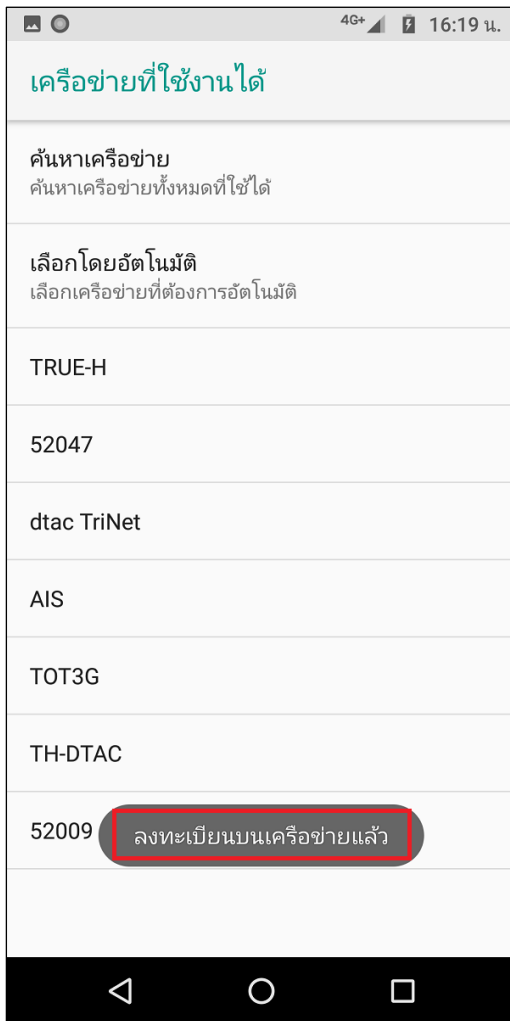 4G+ 16:19 น.
เครือข่ายที่ใช้งานได้
ค้นหาเครือข่าย
ค้นหาเครือข่ายทั้งหมดที่ใช้ได้
เลือกโดยอัตโนมัติ
เลือกเครือข่ายที่ต้องการอัตโนมัติ
TRUE-H
52047
dtac TriNet
AIS
TOT3G
TH-DTAC
52009
ลงทะเบียนบนเครือข่ายแล้ว